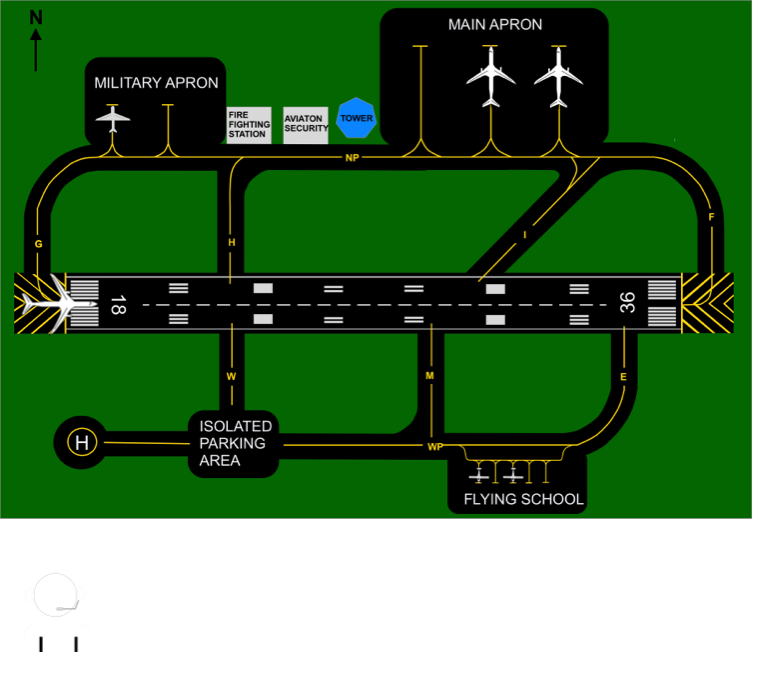 N
MAIN APRON
MILITARY APRON
FIRE
FIGHTING
STATION
AVIATON
SECURITY
TOWER
NP
G
H
I
F
18
36
W
M
E
H
ISOLATED
PARKING
AREA
WP
FLYING SCHOOL